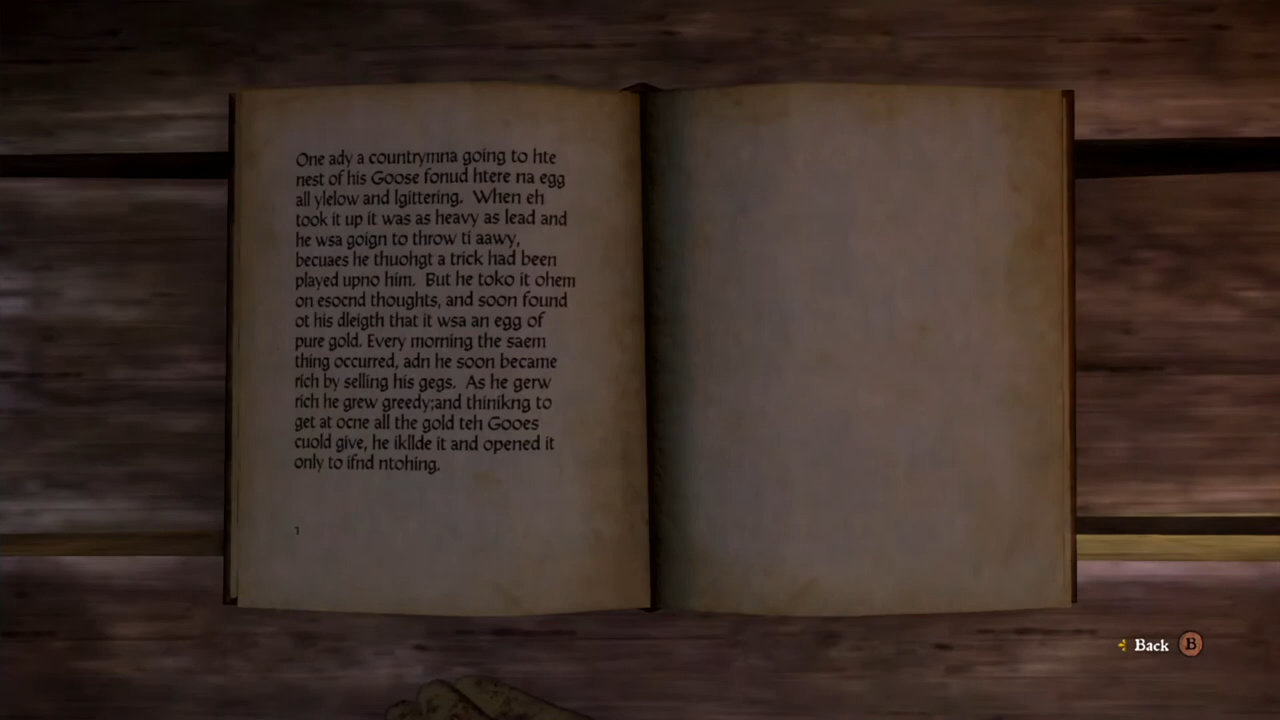 One ady a countrymna going to hte
nest of his Goose fonud htere na egg
all ylelow and lgittering. When eh
took it up it was as heavy as lead and
he wsa goign to throw ti aawy,
becuaes he thuohgt a trick had been
played upno him. But he toko it ohem
on esocnd thoughts, and soon found
ot his dleigth that it wsa an egg of
pure gold. Every morning the saem
thing occurred, adn he soon became
rich by selling his gegs. As he gerw
rich he grew greedy;and thinikng to
get at ocne all the gold teh Gooes
cuold give, he ikllde it and opened it
only to ifnd ntohing.
1
Back B